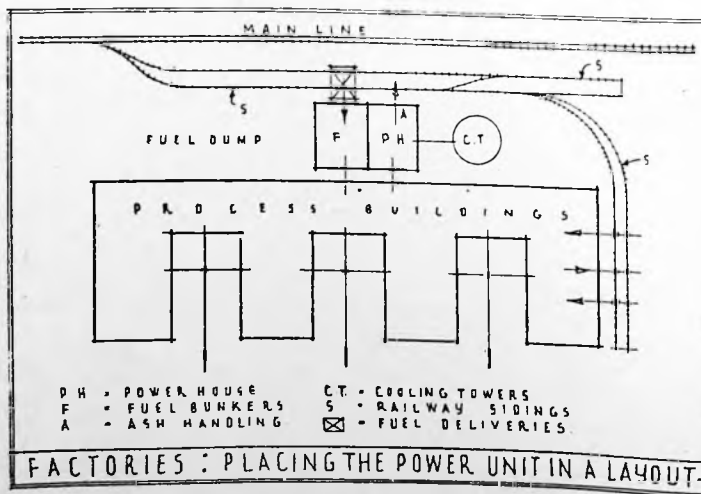 MAIN LINE
S
S
A
FUEL DUMP
F
PH
C.T.
S
PROCESS BUILDINGS
PH - POWER HOUSE
F - FUEL BUNKERS
A - ASH HANDLING
C.T. - COOLING TOWERS
S - RAILWAY SIDINGS
- FUEL DELIVERIES.
FACTORIES : PLACING THE POWER UNIT IN A LAYOUT-